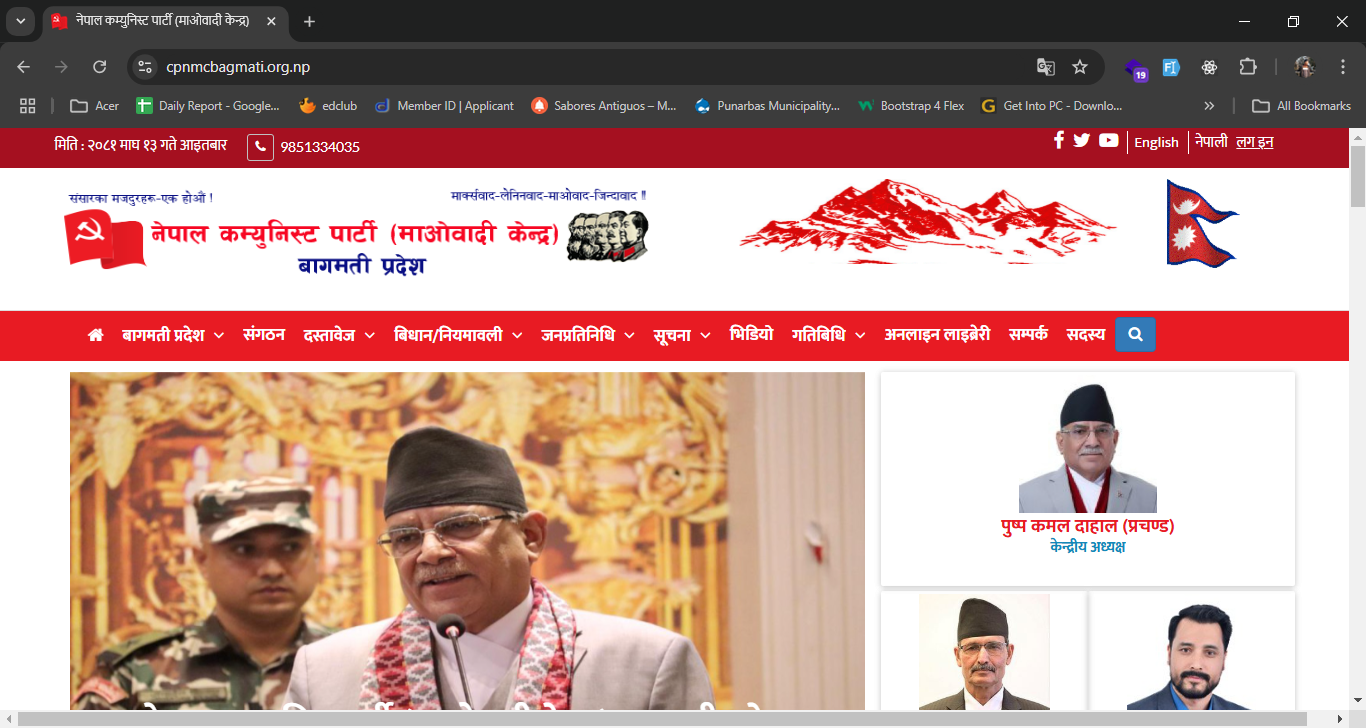 नेपाल कम्युनिस्ट पार्टी (माओवादी केन्द्र)
cpnmcbagmati.org.np
19
Acer
Daily Report - Google...
edclub
Member ID | Applicant
Sabores Antiguos – M...
Punarbas Municipality...
Bootstrap 4 Flex
Get Into PC - Downlo...
All Bookmarks
मिति : २०८१ माघ १३ गते आइतबार
9851334035
English
नेपाली
लग इन
संसारका मजदुरहरू-एक होऔं !
मार्क्सवाद-लेनिनवाद-माओवाद-जिन्दावाद !!
नेपाल कम्युनिस्ट पार्टी (माओवादी केन्द्र)
बागमती प्रदेश
बागमती प्रदेश
संगठन
दस्तावेज
बिधान/नियमावली
जनप्रतिनिधि
सूचना
भिडियो
गतिबिधि
अनलाइन लाइब्रेरी
सम्पर्क
सदस्य
पुष्प कमल दाहाल (प्रचण्ड)
केन्द्रीय अध्यक्ष